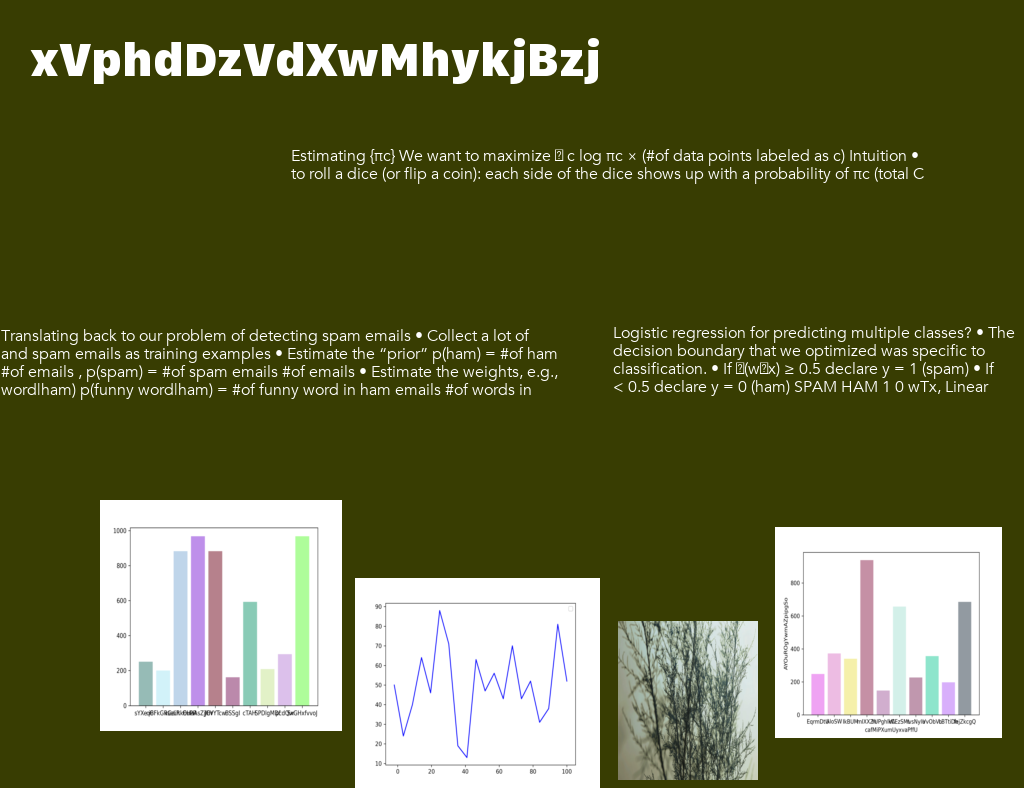 xVphdDzVdXwMhykjBzj
Estimating {πc} We want to maximize c log πc × (#of data points labeled as c) Intuition •
to roll a dice (or flip a coin): each side of the dice shows up with a probability of πc (total C
Translating back to our problem of detecting spam emails • Collect a lot of
and spam emails as training examples • Estimate the “prior” p(ham) = #of ham
#of emails , p(spam) = #of spam emails #of emails • Estimate the weights, e.g.,
wordlham) p(funny wordlham) = #of funny word in ham emails #of words in
Logistic regression for predicting multiple classes? • The
decision boundary that we optimized was specific to
classification. • If (w x) ≥ 0.5 declare y = 1 (spam) • If
< 0.5 declare y = 0 (ham) SPAM HAM 1 0 wTx, Linear
1000
800
600
400
200
0
90
80
70
60
50
40
30
20
10
0 20 40 60 80 100
800
600
400
200
0